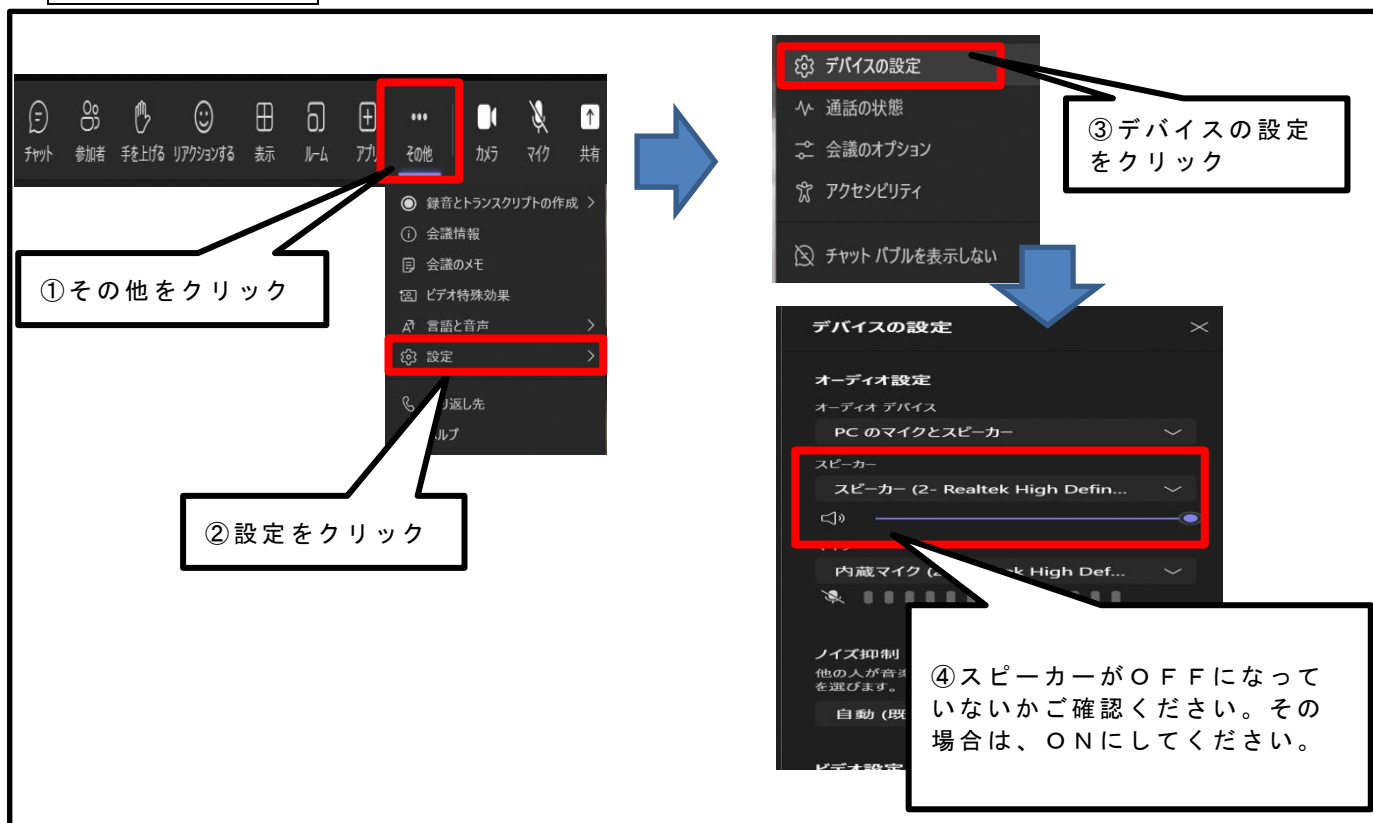 チャット 参加者 手を上げる リアクションする 表示 ルーム アプリ その他 カメラ マイク 共有
録音とトランスクリプトの作成
会議情報
会議のメモ
ビデオ特殊効果
言語と音声
設定
り返し先
ルプ
①その他をクリック
②設定をクリック
デバイスの設定
通話の状態
会議のオプション
アクセシビリティ
チャット バブルを表示しない
③デバイスの設定
をクリック
デバイスの設定
オーディオ設定
オーディオ デバイス
PC のマイクとスピーカー
スピーカー
スピーカー (2- Realtek High Defin...
内蔵マイク (2 k High Def...
ノイズ抑制
他の人が音
を選びます。
自動 (既
ビデオ設定
④スピーカーがＯＦＦになって
いないかご確認ください。その
場合は、ＯＮにしてください。